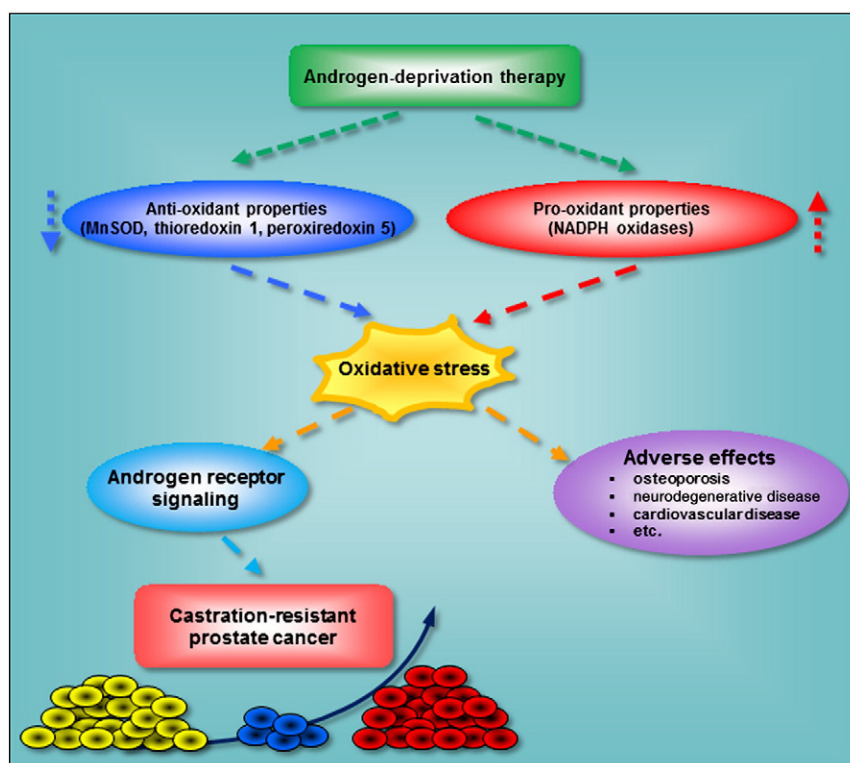 Androgen-deprivation therapy
Anti-oxidant properties
(MnSOD, thioredoxin 1, peroxiredoxin 5)
Pro-oxidant properties
(NADPH oxidases)
Oxidative stress
Androgen receptor
signaling
Adverse effects
▪ osteoporosis
▪ neurodegenerative disease
▪ cardiovascular disease
▪ etc.
Castration-resistant
prostate cancer